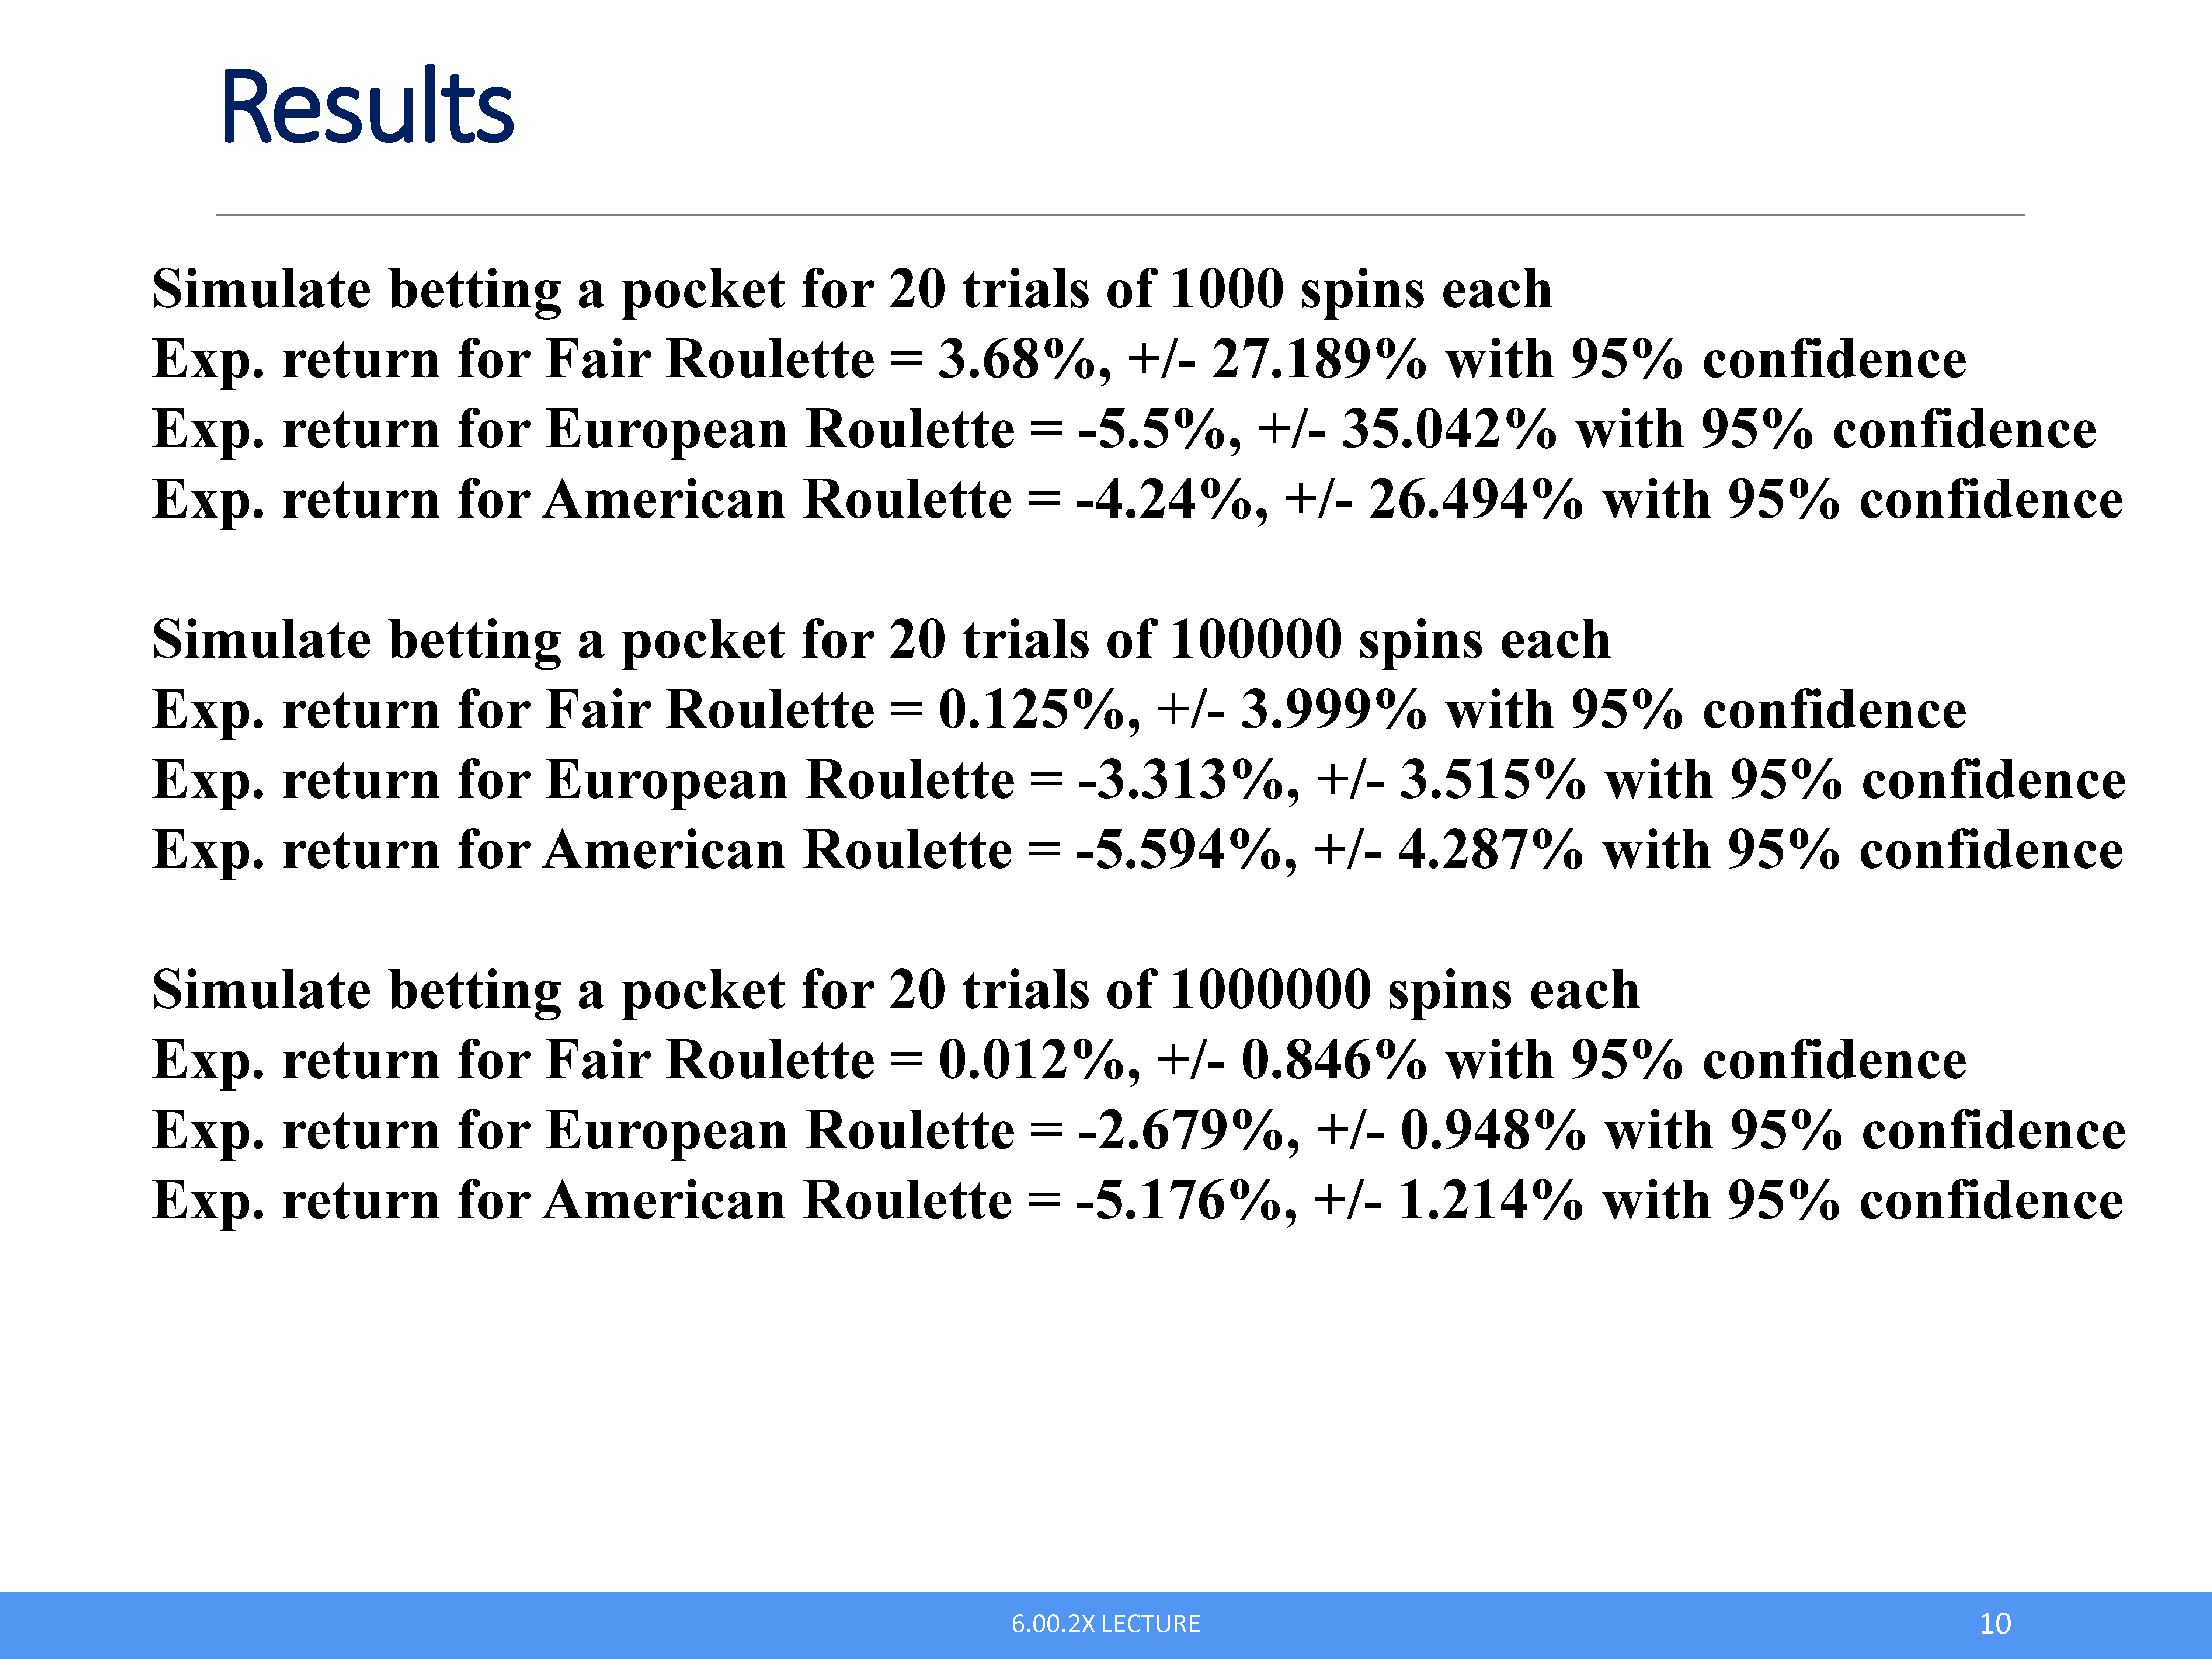 Results
Simulate betting a pocket for 20 trials of 1000 spins each
Exp. return for Fair Roulette = 3.68%, +/- 27.189% with 95% confidence
Exp. return for European Roulette = -5.5%, +/- 35.042% with 95% confidence
Exp. return for American Roulette = -4.24%, +/- 26.494% with 95% confidence
Simulate betting a pocket for 20 trials of 100000 spins each
Exp. return for Fair Roulette = 0.125%, +/- 3.999% with 95% confidence
Exp. return for European Roulette = -3.313%, +/- 3.515% with 95% confidence
Exp. return for American Roulette = -5.594%, +/- 4.287% with 95% confidence
Simulate betting a pocket for 20 trials of 1000000 spins each
Exp. return for Fair Roulette = 0.012%, +/- 0.846% with 95% confidence
Exp. return for European Roulette = -2.679%, +/- 0.948% with 95% confidence
Exp. return for American Roulette = -5.176%, +/- 1.214% with 95% confidence
6.00.2X LECTURE
10